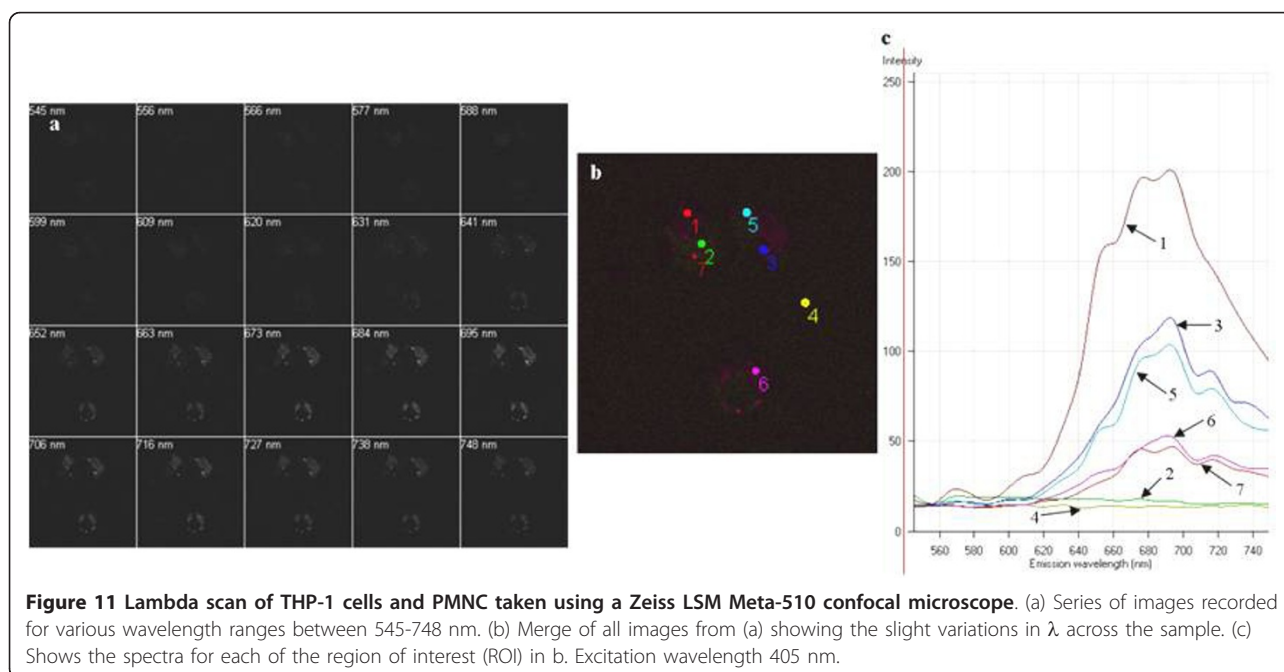 a
545 nm 556 nm 566 nm 577 nm 588 nm
599 nm 609 nm 620 nm 631 nm 641 nm
652 nm 663 nm 673 nm 684 nm 695 nm
706 nm 716 nm 727 nm 738 nm 748 nm
b
1
5
2
3
7
4
6
c
Intensity
250
200
150
100
50
0
1
3
5
6
2
7
4
560 580 600 620 640 660 680 700 720 740
Emission wavelength (nm)
Figure 11 Lambda scan of THP-1 cells and PMNC taken using a Zeiss LSM Meta-510 confocal microscope. (a) Series of images recorded
for various wavelength ranges between 545-748 nm. (b) Merge of all images from (a) showing the slight variations in λ across the sample. (c)
Shows the spectra for each of the region of interest (ROI) in b. Excitation wavelength 405 nm.